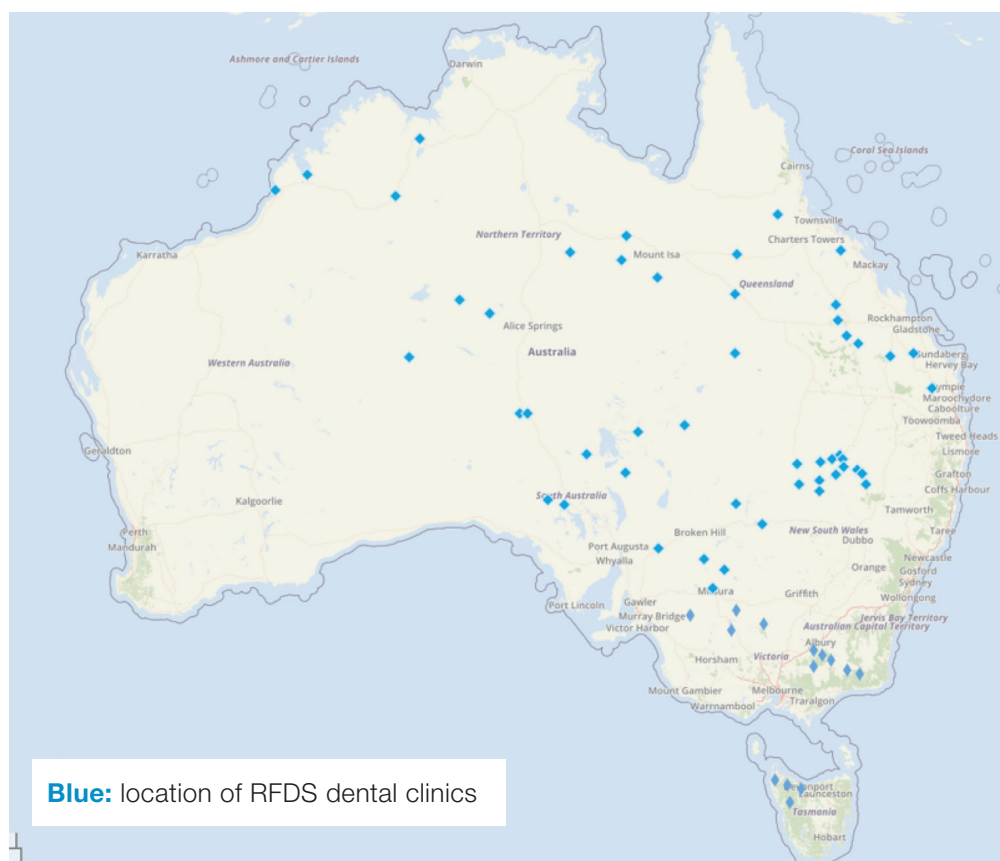 Ashmore and Cartier Islands
Darwin
Coral Sea Islands
Cairns
Townsville
Northern Territory
Charters Towers
Karratha
Mount Isa
Mackay
Queensland
Rockhampton
Alice Springs
Gladstone
Australia
Western Australia
Bundaberg
Hervey Bay
Gympie
Maroochydore
Caboolture
Toowoomba
Tweed Heads
Geraldton
Lismore
Grafton
Kalgoorlie
South Australia
Coffs Harbour
Tamworth
Perth
Broken Hill
New South Wales
Taree
Mandurah
Port Augusta
Dubbo
Whyalla
Newcastle
Orange
Gosford
Sydney
Port Lincoln
Gawler
Mildura
Griffith
Wollongong
Murray Bridge
Jervis Bay Territory
Victor Harbor
Australian Capital Territory
Albury
Horsham
Victoria
Mount Gambier
Melbourne
Warrnambool
Traralgon
Devonport
Launceston
Tasmania
Hobart
Blue: location of RFDS dental clinics